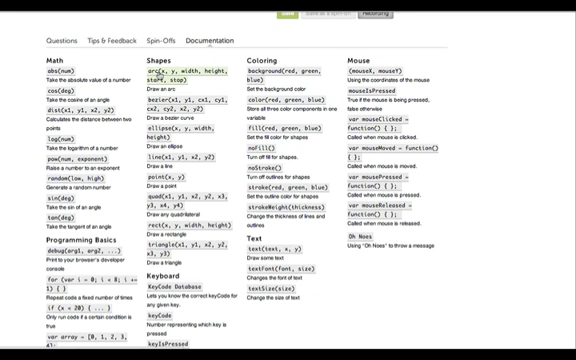 Save as a Spin-Off
Recording
Questions Tips & Feedback Spin-Offs Documentation
Math
abs(num)
Take the absolute value of a number
cos(deg)
Take the cosine of an angle
dist(x1, y1, x2, y2)
Calculates the distance between two
points
log(num)
Take the logarithm of a number
pow(num, exponent)
Raise a number to an exponent
random(low, high)
Generate a random number
sin(deg)
Take the sin of an angle
tan(deg)
Take the tangent of an angle
Programming Basics
debug(arg1, arg2, ...)
Print to your browser's developer
console
for (var i = 0; i < 8; i +=
1) { }
Repeat code a fixed number of times
if (x < 20) { ... }
Only run code if a certain condition is
true
var array = [0, 1, 2, 3,
Shapes
arc(x, y, width, height,
start, stop)
Draw an arc
bezier(x1, y1, cx1, cy1,
cx2, cy2, x2, y2)
Draw a bezier curve
ellipse(x, y, width,
height)
Draw an ellipse
line(x1, y1, x2, y2)
Draw a line
point(x, y)
Draw a point
quad(x1, y1, x2, y2, x3,
y3, x4, y4)
Draw any quadrilateral
rect(x, y, width, height)
Draw a rectangle
triangle(x1, y1, x2, y2,
x3, y3)
Draw a triangle
Keyboard
KeyCode Database
Lets you know the correct keyCode for
any given key.
keyCode
Number representing which key is
pressed
keyIsPressed
Coloring
background(red, green,
blue)
Set the background color
color(red, green, blue)
Store all three color components in one
variable
fill(red, green, blue)
Set the fill color for shapes
noFill()
Turn off fill for shapes.
noStroke()
Turn off outlines for shapes
stroke(red, green, blue)
Set the outline color for shapes
strokeWeight(thickness)
Change the thickness of lines and
outlines
Text
text(text, x, y)
Draw some text
textFont(font, size)
Changes the font of text
textSize(size)
Change the size of text
Mouse
(mouseX, mouseY)
Using the coordinates of the mouse
mouseIsPressed
True if the mouse is being pressed,
false otherwise
var mouseClicked =
function() { };
Called when mouse is clicked.
var mouseMoved = function()
{ };
Called when mouse is moved.
var mousePressed =
function() { };
Called when mouse is pressed.
var mouseReleased =
function() { };
Called when mouse is released.
Oh Noes
Using "Oh Noes" to throw a message